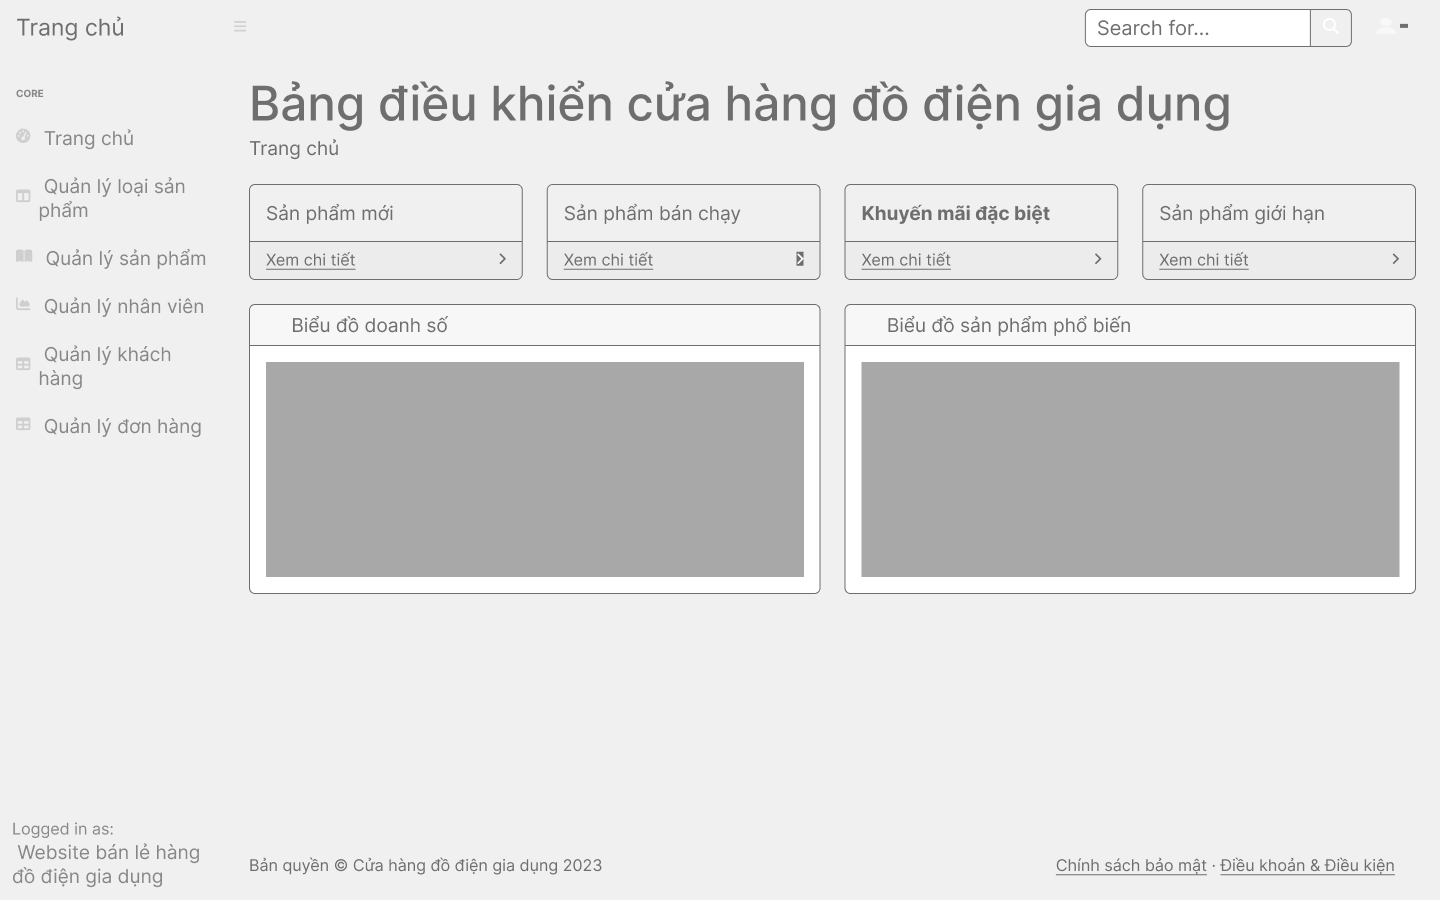 Trang chủ
Search for...
CORE
Trang chủ
Quản lý loại sản
phẩm
Quản lý sản phẩm
Quản lý nhân viên
Quản lý khách
hàng
Quản lý đơn hàng
Logged in as:
Website bán lẻ hàng
đồ điện gia dụng
Bảng điều khiển cửa hàng đồ điện gia dụng
Trang chủ
Sản phẩm mới
Xem chi tiết
Sản phẩm bán chạy
Xem chi tiết
Khuyến mãi đặc biệt
Xem chi tiết
Sản phẩm giới hạn
Xem chi tiết
Biểu đồ doanh số
Biểu đồ sản phẩm phổ biến
Bản quyền © Cửa hàng đồ điện gia dụng 2023
Chính sách bảo mật · Điều khoản & Điều kiện